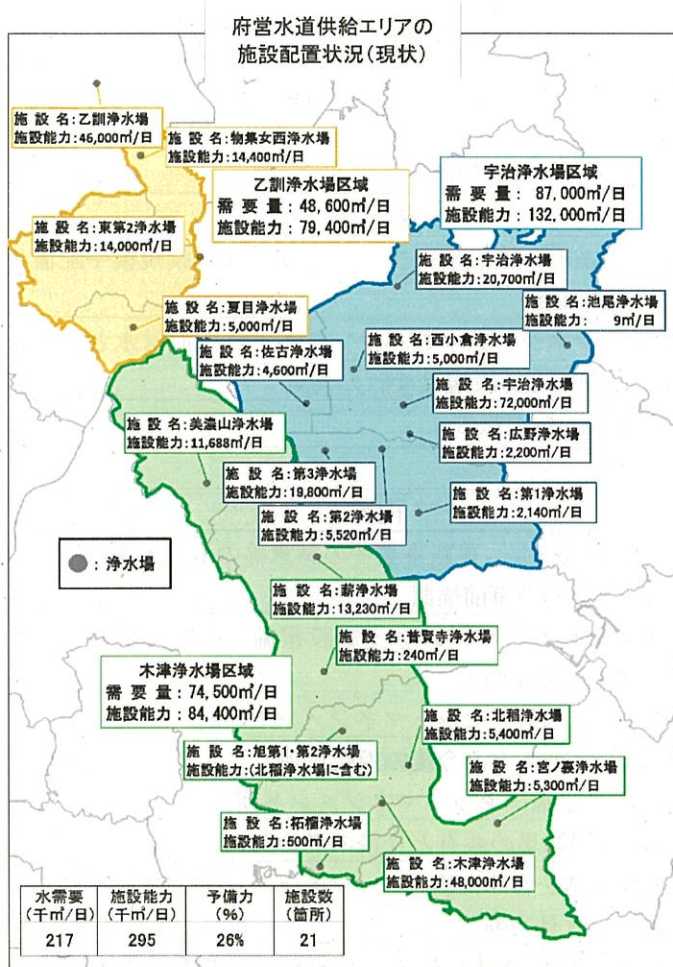 府営水道供給エリアの
施設配置状況(現状)
施 設 名:乙訓浄水場
施設能力:46,000㎥/日
施 設 名:物集女西浄水場
施設能力:14,400㎥/日
乙訓浄水場区域
需 要 量: 48,600㎥/日
施設能力: 79,400㎥/日
宇治浄水場区域
需 要 量: 87,000㎥/日
施設能力: 132,000㎥/日
施 設 名:東第2浄水場
施設能力:14,000㎥/日
施 設 名:宇治浄水場
施設能力:20,700㎥/日
施 設 名:池尾浄水場
施設能力: 9㎥/日
施 設 名:夏目浄水場
施設能力:5,000㎥/日
施 設 名:佐古浄水場
施設能力:4,600㎥/日
施 設 名:西小倉浄水場
施設能力:5,000㎥/日
施 設 名:宇治浄水場
施設能力:72,000㎥/日
施 設 名:美濃山浄水場
施設能力:11,688㎥/日
施 設 名:広野浄水場
施設能力:2,200㎥/日
施 設 名:第3浄水場
施設能力:19,800㎥/日
施 設 名:第1浄水場
施設能力:2,140㎥/日
施 設 名:第2浄水場
施設能力:5,520㎥/日
:浄水場
施 設 名:薪浄水場
施設能力:13,230㎥/日
施 設 名:普賢寺浄水場
施設能力:240㎥/日
木津浄水場区域
需 要 量: 74,500㎥/日
施設能力: 84,400㎥/日
施 設 名:北稲浄水場
施設能力:5,400㎥/日
施 設 名:旭第1・第2浄水場
施設能力:(北稲浄水場に含む)
施 設 名:宮ノ裏浄水場
施設能力:5,300㎥/日
施 設 名:柘榴浄水場
施設能力:500㎥/日
施 設 名:木津浄水場
施設能力:48,000㎥/日
水需要 施設能力 予備力 施設数
(千㎥/日) (千㎥/日) (%) (箇所)
217 295 26% 21